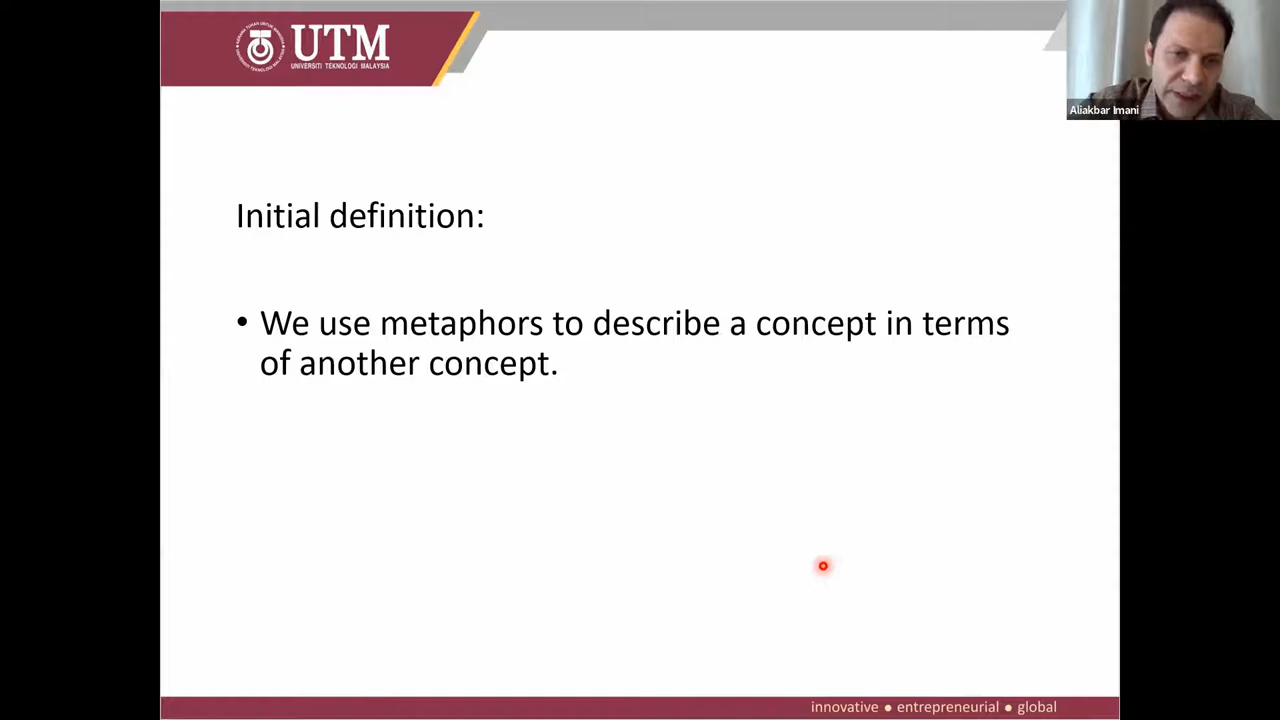 UTM
UNIVERSITI TEKNOLOGI MALAYSIA
Aliakbar Imani
Initial definition:
• We use metaphors to describe a concept in terms
of another concept.
innovative ● entrepreneurial ● global